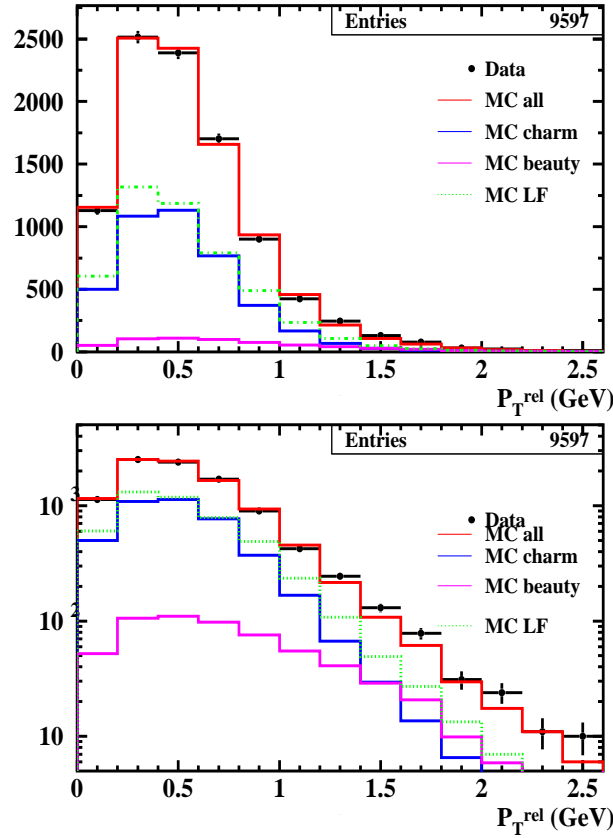 Entries 9597
2500
Data
MC all
2000
MC charm
1500
MC beauty
MC LF
1000
500
0
0 0.5 1 1.5 2 2.5
P_T^rel (GeV)
Entries 9597
10^3
Data
MC all
MC charm
MC beauty
10^2
MC LF
10
0 0.5 1 1.5 2 2.5
P_T^rel (GeV)